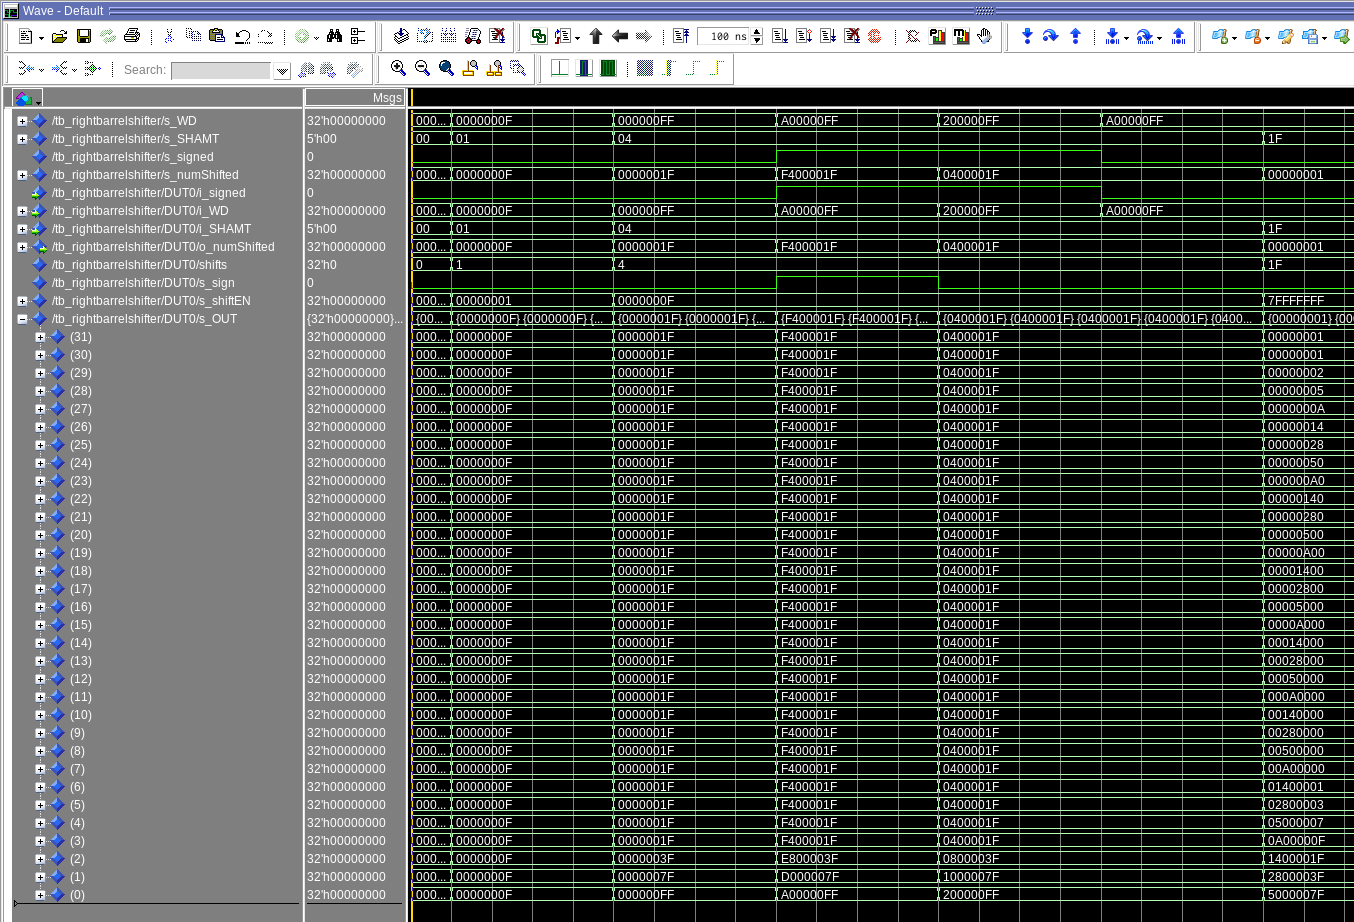 Wave - Default
100 ns
Search:
Msgs
/tb_rightbarrelshifter/s_WD 32'h00000000 000... 0000000F 000000FF A00000FF 200000FF A00000FF
/tb_rightbarrelshifter/s_SHAMT 5'h00 00 01 04 1F
/tb_rightbarrelshifter/s_signed 0
/tb_rightbarrelshifter/s_numShifted 32'h00000000 000... 0000000F 0000001F F400001F 0400001F 00000001
/tb_rightbarrelshifter/DUT0/i_signed 0
/tb_rightbarrelshifter/DUT0/i_WD 32'h00000000 000... 0000000F 000000FF A00000FF 200000FF A00000FF
/tb_rightbarrelshifter/DUT0/i_SHAMT 5'h00 00 01 04 1F
/tb_rightbarrelshifter/DUT0/o_numShifted 32'h00000000 000... 0000000F 0000001F F400001F 0400001F 00000001
/tb_rightbarrelshifter/DUT0/shifts 32'h0 0 1 4 1F
/tb_rightbarrelshifter/DUT0/s_sign 0
/tb_rightbarrelshifter/DUT0/s_shiftEN 32'h00000000 000... 00000001 0000000F 7FFFFFFF
/tb_rightbarrelshifter/DUT0/s_OUT {32'h00000000}... {00... {0000000F} {0000000F} {... {0000001F} {0000001F} {... {F400001F} {F400001F} {... {0400001F} {0400001F} {0400001F} {0400001F} {0400... {00000001} {00
(31) 32'h00000000 000... 0000000F 0000001F F400001F 0400001F 00000001
(30) 32'h00000000 000... 0000000F 0000001F F400001F 0400001F 00000001
(29) 32'h00000000 000... 0000000F 0000001F F400001F 0400001F 00000002
(28) 32'h00000000 000... 0000000F 0000001F F400001F 0400001F 00000005
(27) 32'h00000000 000... 0000000F 0000001F F400001F 0400001F 0000000A
(26) 32'h00000000 000... 0000000F 0000001F F400001F 0400001F 00000014
(25) 32'h00000000 000... 0000000F 0000001F F400001F 0400001F 00000028
(24) 32'h00000000 000... 0000000F 0000001F F400001F 0400001F 00000050
(23) 32'h00000000 000... 0000000F 0000001F F400001F 0400001F 000000A0
(22) 32'h00000000 000... 0000000F 0000001F F400001F 0400001F 00000140
(21) 32'h00000000 000... 0000000F 0000001F F400001F 0400001F 00000280
(20) 32'h00000000 000... 0000000F 0000001F F400001F 0400001F 00000500
(19) 32'h00000000 000... 0000000F 0000001F F400001F 0400001F 00000A00
(18) 32'h00000000 000... 0000000F 0000001F F400001F 0400001F 00001400
(17) 32'h00000000 000... 0000000F 0000001F F400001F 0400001F 00002800
(16) 32'h00000000 000... 0000000F 0000001F F400001F 0400001F 00005000
(15) 32'h00000000 000... 0000000F 0000001F F400001F 0400001F 0000A000
(14) 32'h00000000 000... 0000000F 0000001F F400001F 0400001F 00014000
(13) 32'h00000000 000... 0000000F 0000001F F400001F 0400001F 00028000
(12) 32'h00000000 000... 0000000F 0000001F F400001F 0400001F 00050000
(11) 32'h00000000 000... 0000000F 0000001F F400001F 0400001F 000A0000
(10) 32'h00000000 000... 0000000F 0000001F F400001F 0400001F 00140000
(9) 32'h00000000 000... 0000000F 0000001F F400001F 0400001F 00280000
(8) 32'h00000000 000... 0000000F 0000001F F400001F 0400001F 00500000
(7) 32'h00000000 000... 0000000F 0000001F F400001F 0400001F 00A00000
(6) 32'h00000000 000... 0000000F 0000001F F400001F 0400001F 01400001
(5) 32'h00000000 000... 0000000F 0000001F F400001F 0400001F 02800003
(4) 32'h00000000 000... 0000000F 0000001F F400001F 0400001F 05000007
(3) 32'h00000000 000... 0000000F 0000001F F400001F 0400001F 0A00000F
(2) 32'h00000000 000... 0000000F 0000003F E800003F 0800003F 1400001F
(1) 32'h00000000 000... 0000000F 0000007F D000007F 1000007F 2800003F
(0) 32'h00000000 000... 0000000F 000000FF A00000FF 200000FF 5000007F